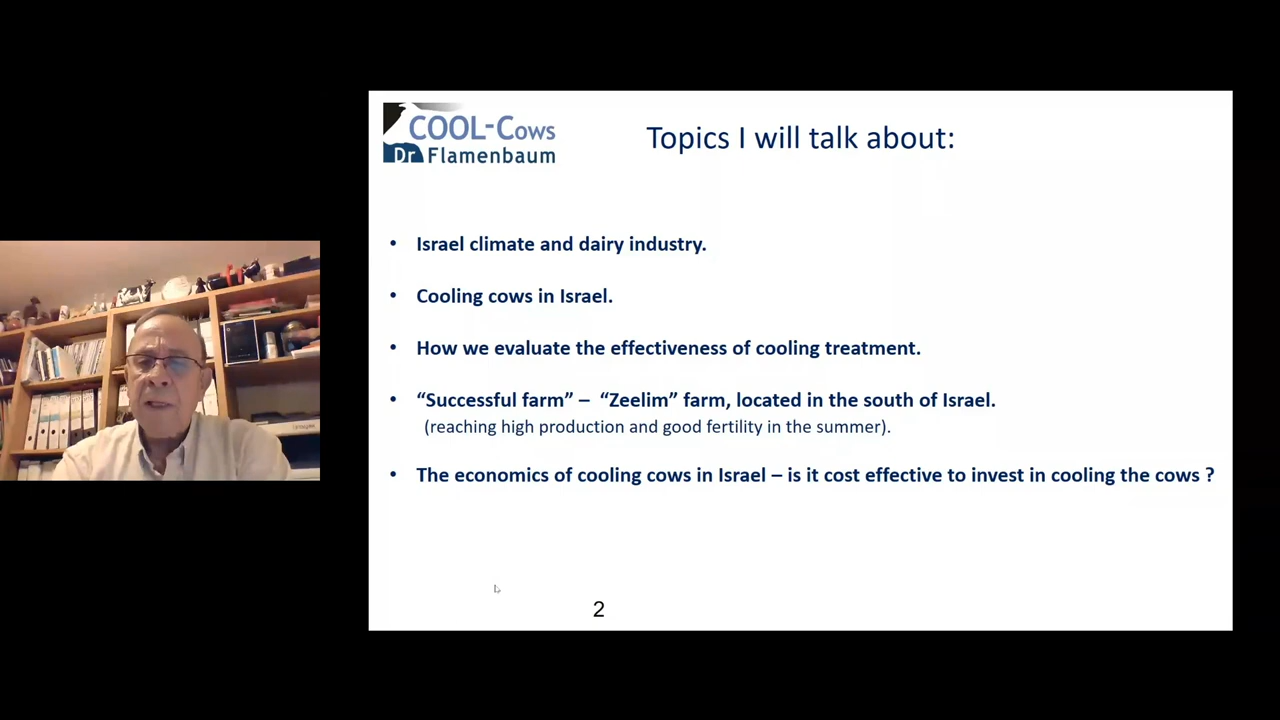 COOL-COWS
Dr Flamenbaum
Topics I will talk about:
• Israel climate and dairy industry.
• Cooling cows in Israel.
• How we evaluate the effectiveness of cooling treatment.
• “Successful farm” – “Zeelim” farm, located in the south of Israel.
(reaching high production and good fertility in the summer).
• The economics of cooling cows in Israel – is it cost effective to invest in cooling the cows ?
2